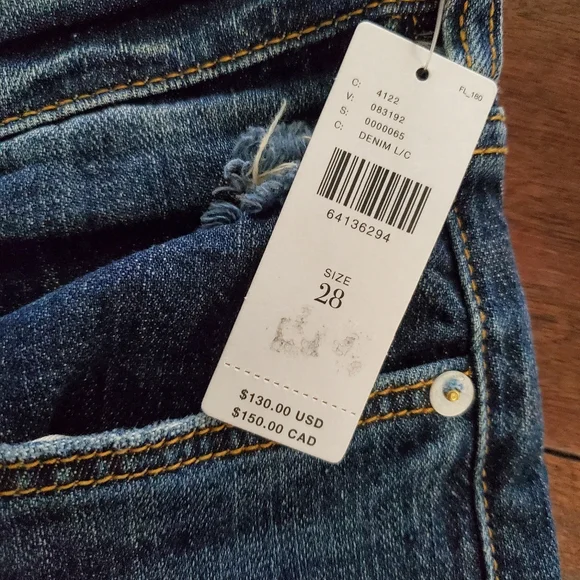 FL_180
C: 4122
V: 083192
S: 0000065
C: DENIM L/C
64136294
SIZE
28
$130.00 USD
$150.00 CAD